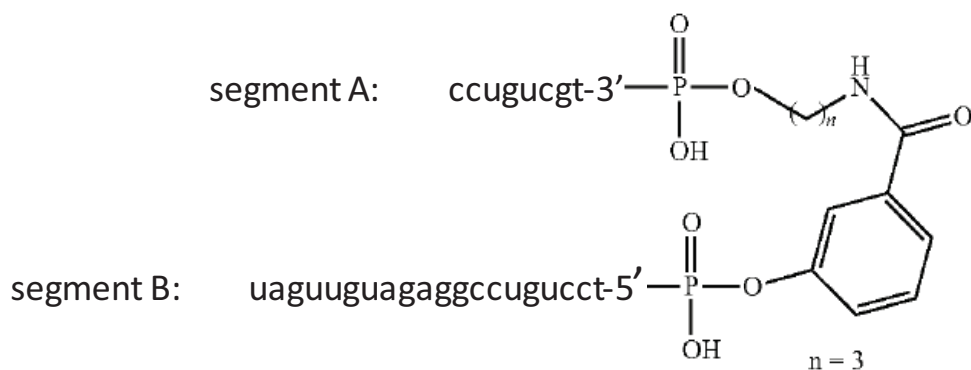 O
H
segment A: ccugucgt-3′ P O N
( )n
O
OH
O
segment B: uaguuguagaggccugucct-5′ P O
OH
n = 3